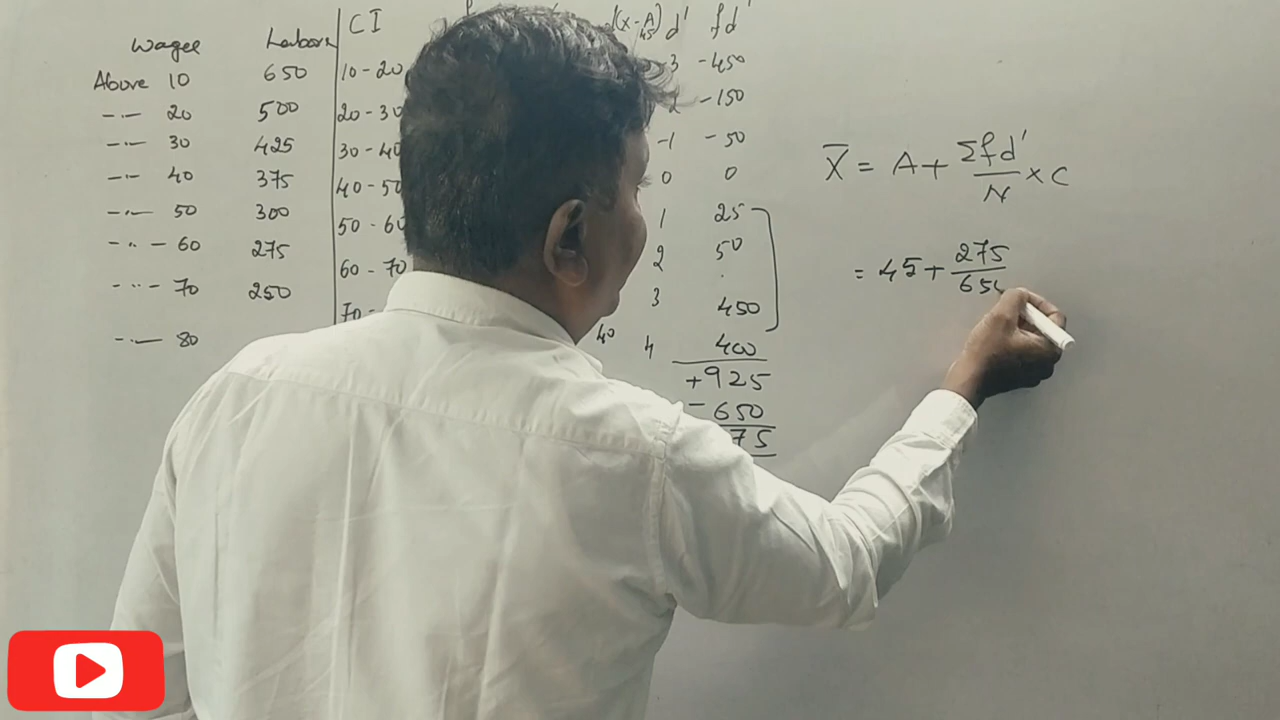 Wages Labors CI f d(x-A) d' fd'
45
Above 10 650 10-20 3 -450
-"- 20 500 20-30 2 -150
-"- 30 425 30-40 -1 -50
-"- 40 375 40-50 0 0
-"- 50 300 50-60 1 25
-"- 60 275 60-70 2 50
-"- 70 250 70- 3 450
-"- 80 40 4 400
+925
-650
75
X̄ = A + Σfd'/N × C
= 45 + 275/650